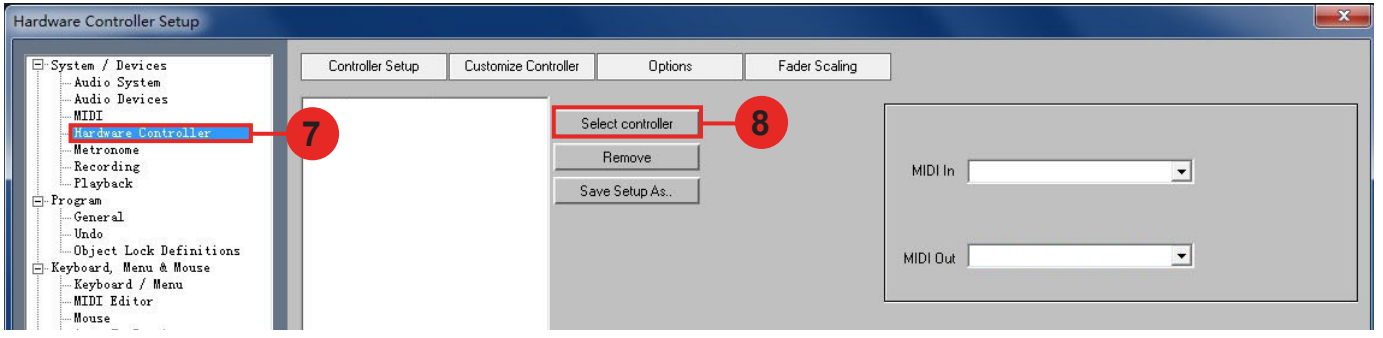 Hardware Controller Setup
System / Devices
Audio System
Audio Devices
MIDI
Hardware Controller
Metronome
Recording
Playback
Program
General
Undo
Object Lock Definitions
Keyboard, Menu & Mouse
Keyboard / Menu
MIDI Editor
Mouse
7
Controller Setup
Customize Controller
Options
Fader Scaling
Select controller
8
Remove
Save Setup As..
MIDI In
MIDI Out